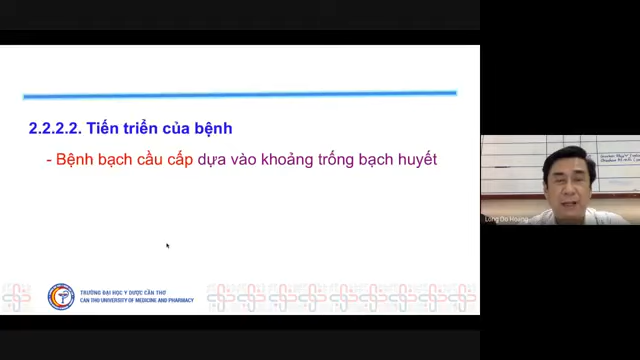 2.2.2.2. Tiến triển của bệnh
- Bệnh bạch cầu cấp dựa vào khoảng trống bạch huyết
TRƯỜNG ĐẠI HỌC Y DƯỢC CẦN THƠ
CAN THO UNIVERSITY OF MEDICINE AND PHARMACY
Long Do Hoang